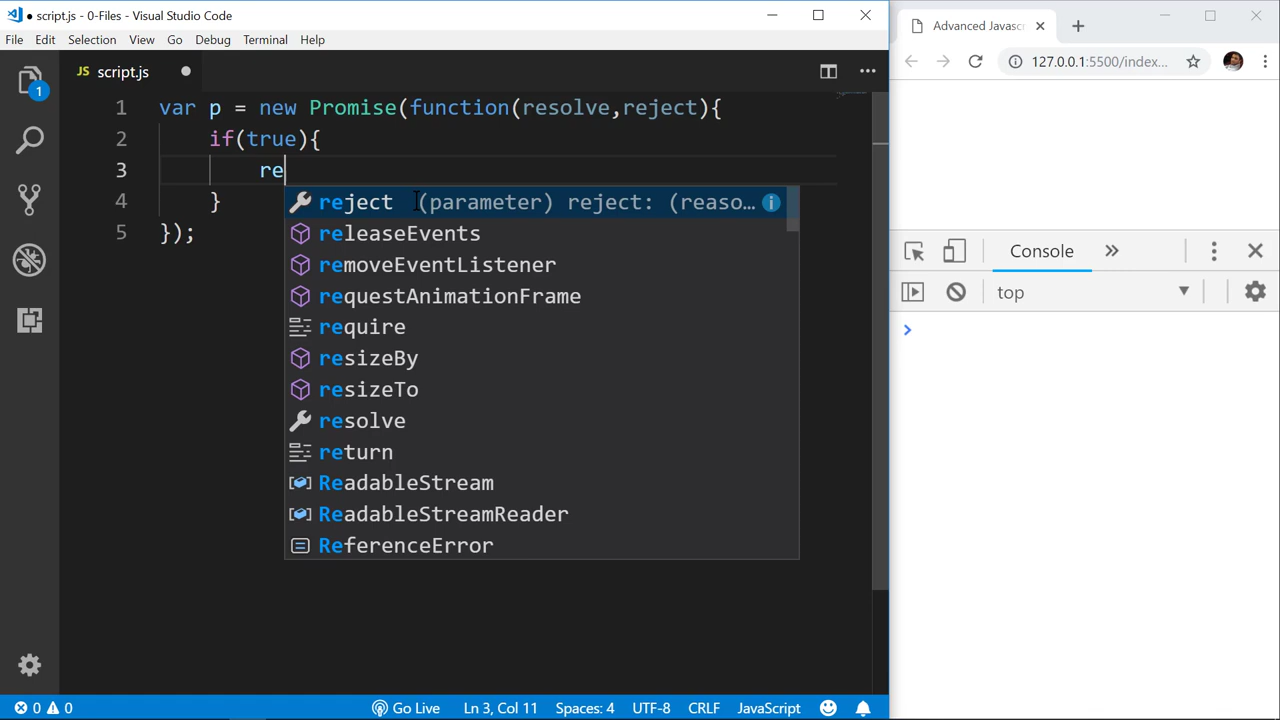 ● script.js - 0-Files - Visual Studio Code
File Edit Selection View Go Debug Terminal Help
JS script.js ●
1
1 var p = new Promise(function(resolve,reject){
2 if(true){
3 re
4 }
5 });
reject (parameter) reject: (reaso…
releaseEvents
removeEventListener
requestAnimationFrame
require
resizeBy
resizeTo
resolve
return
ReadableStream
ReadableStreamReader
ReferenceError
0 0 Go Live Ln 3, Col 11 Spaces: 4 UTF-8 CRLF JavaScript
127.0.0.1:5500/index...
Console »
top